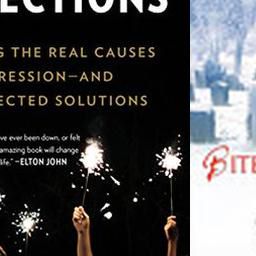 ECTIONS
G THE REAL CAUSES
RESSION—AND
ECTED SOLUTIONS
ve ever been down, or felt
amazing book will change
life." —ELTON JOHN
BITE